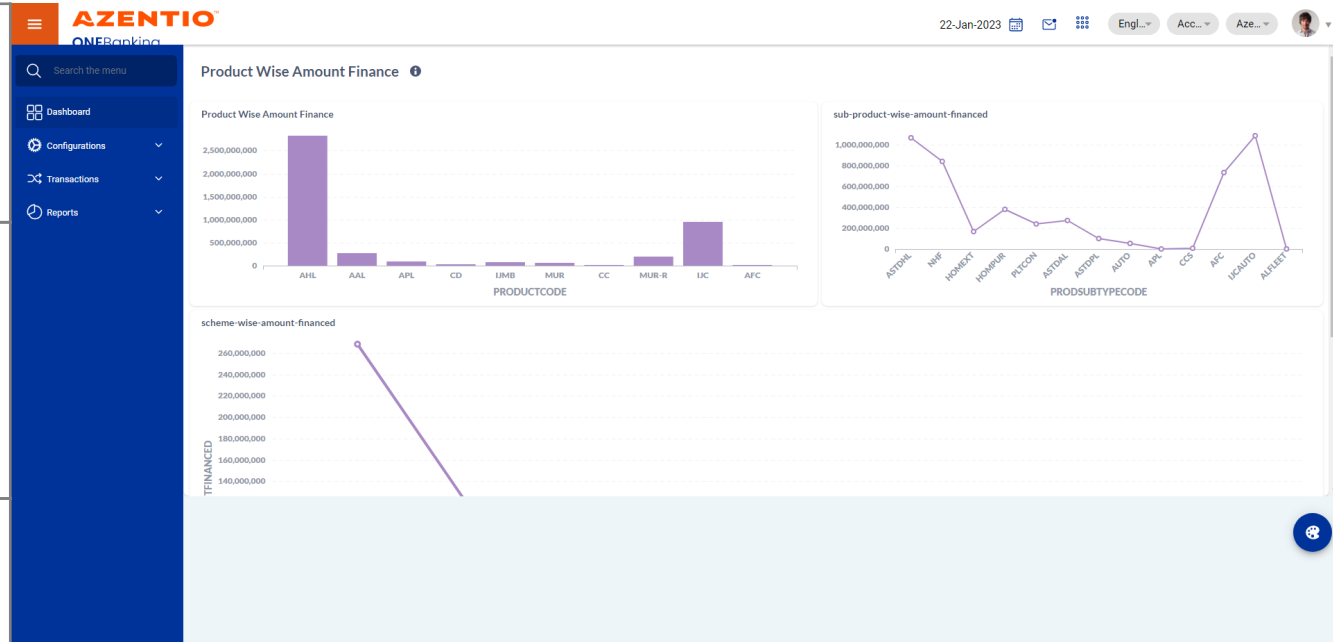 AZENTIO
ONEBanking
22-Jan-2023
Engl...
Acc...
Aze...
Search the menu
Dashboard
Configurations
Transactions
Reports
Product Wise Amount Finance
Product Wise Amount Finance
2,500,000,000
2,000,000,000
1,500,000,000
1,000,000,000
500,000,000
0
AHL AAL APL CD IJMB MUR CC MUR-R IJC AFC
PRODUCTCODE
sub-product-wise-amount-financed
1,000,000,000
800,000,000
600,000,000
400,000,000
200,000,000
0
ASTDHL NHF HOMEXT HOMPUR PLTCON ASTDAL ASTDPL AUTO APL CCS AFC IJCAUTO ALFLEET
PRODSUBTYPECODE
scheme-wise-amount-financed
260,000,000
240,000,000
220,000,000
200,000,000
180,000,000
160,000,000
140,000,000
TFINANCED